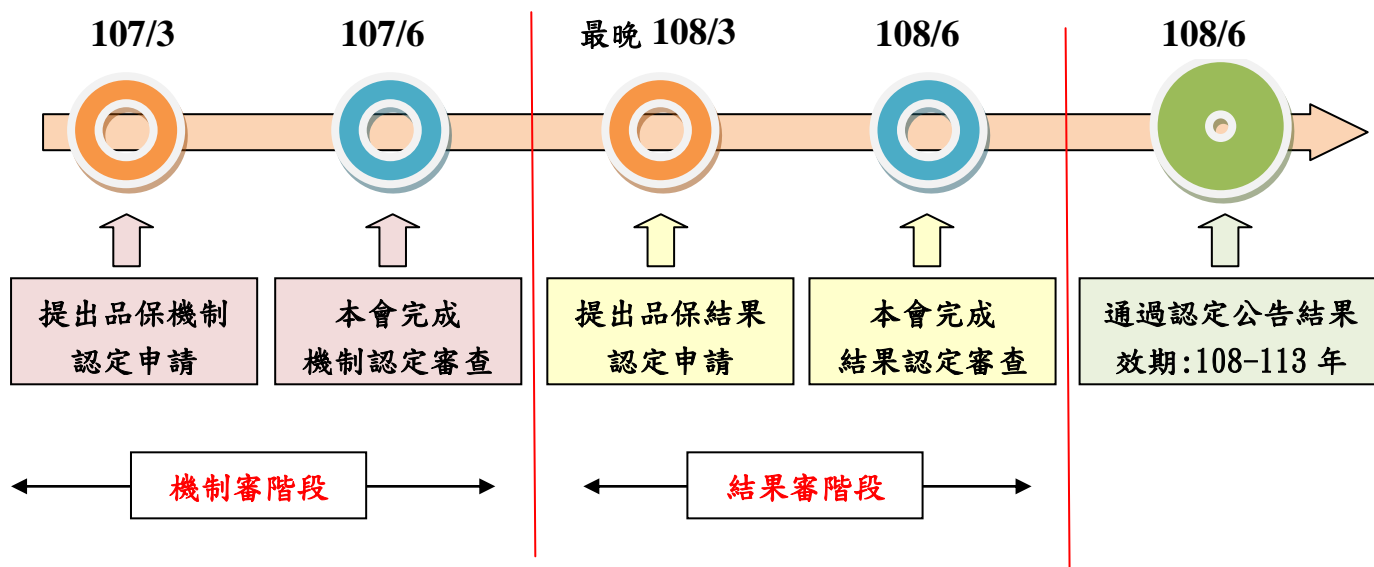 107/3
107/6
最晚 108/3
108/6
108/6
提出品保機制
認定申請
本會完成
機制認定審查
提出品保結果
認定申請
本會完成
結果認定審查
通過認定公告結果
效期:108-113 年
機制審階段
結果審階段